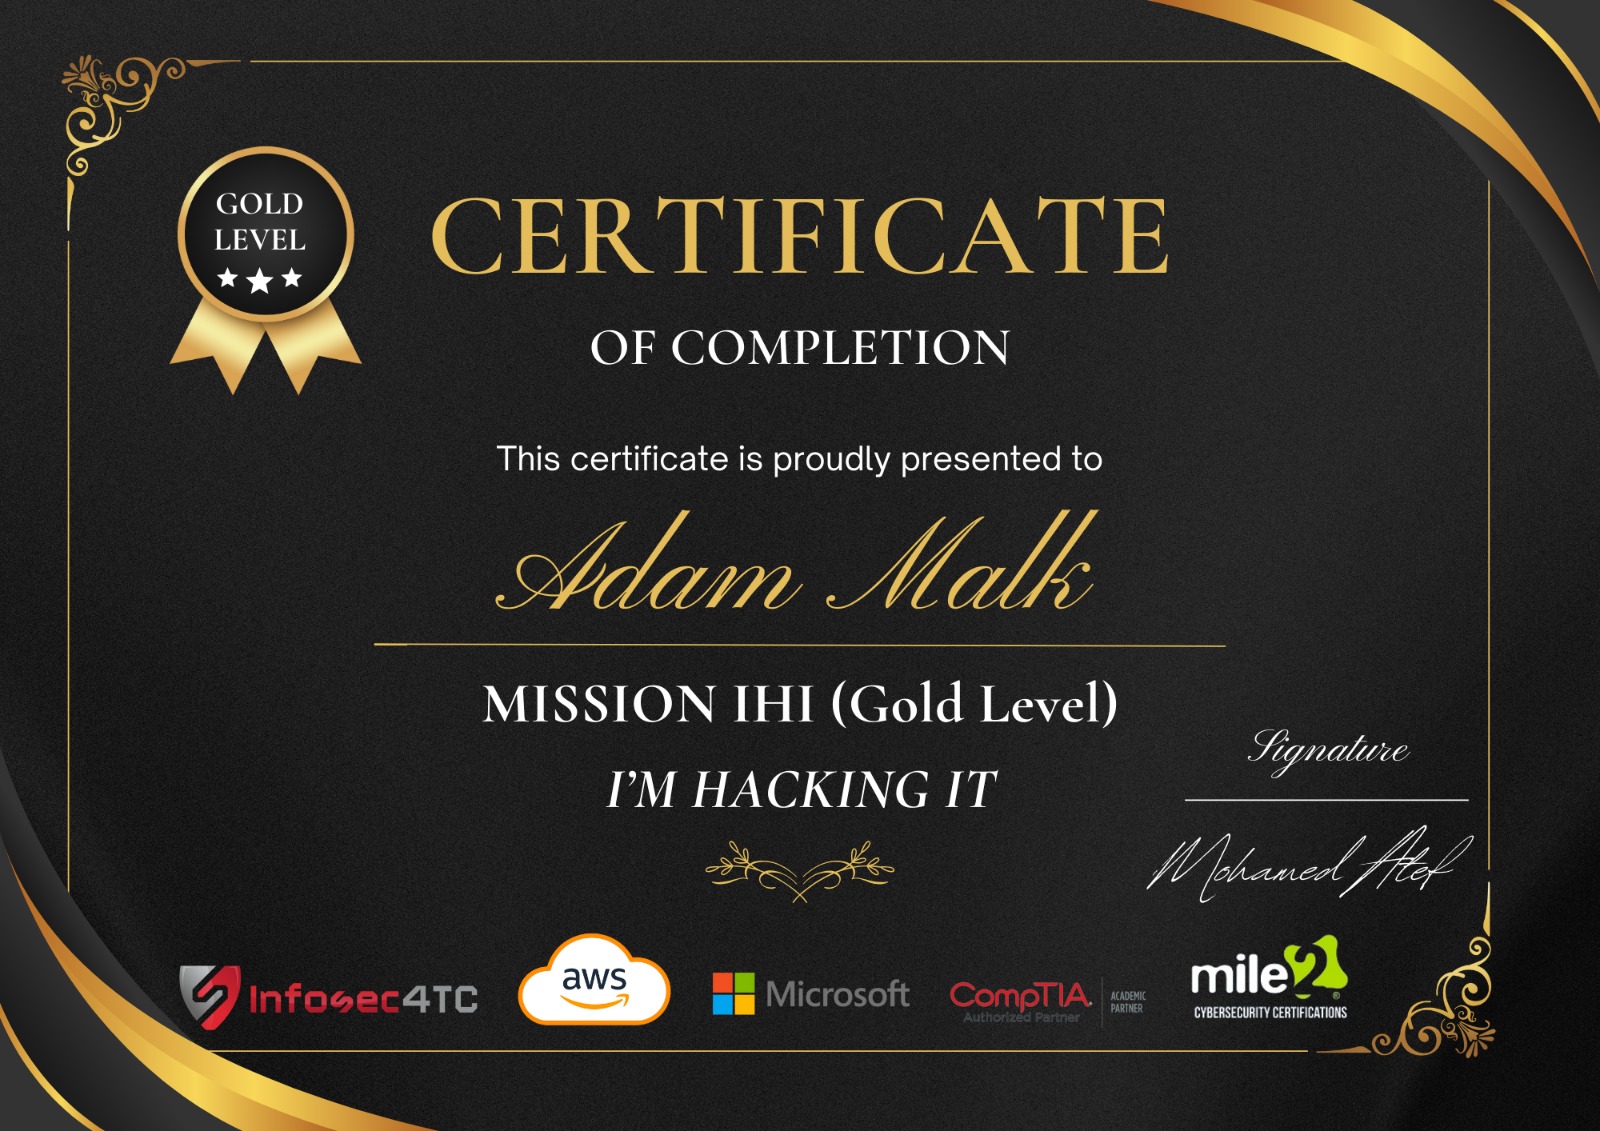 GOLD
LEVEL
CERTIFICATE
OF COMPLETION
This certificate is proudly presented to
Adam Malk
MISSION IHI (Gold Level)
I’M HACKING IT
Signature
Mohamed Atef
Infosec4TC
aws
Microsoft
CompTIA.
Authorized Partner
ACADEMIC
PARTNER
mile2®
CYBERSECURITY CERTIFICATIONS